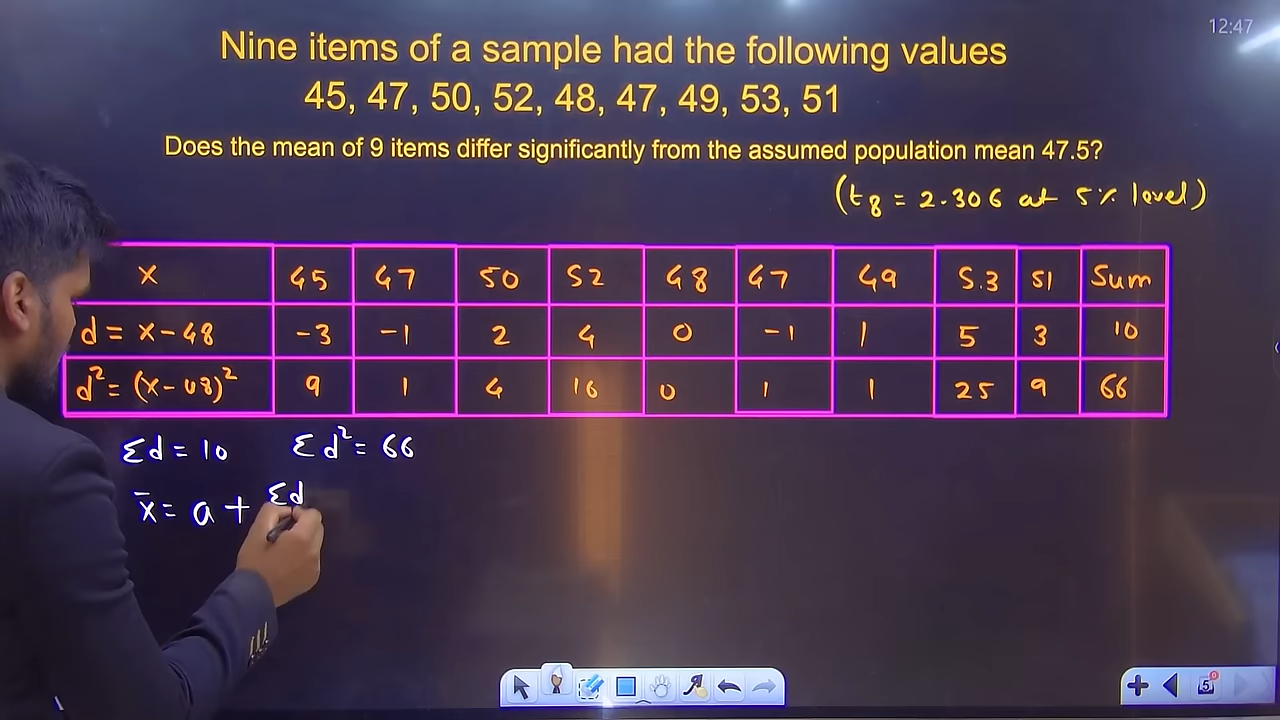 12:47
Nine items of a sample had the following values
45, 47, 50, 52, 48, 47, 49, 53, 51
Does the mean of 9 items differ significantly from the assumed population mean 47.5?
(t₈ = 2.306 at 5% level)
x 45 47 50 52 48 47 49 5.3 51 Sum
d = x-48 -3 -1 2 4 0 -1 1 5 3 10
d² = (x-48)² 9 1 4 16 0 1 1 25 9 66
Σd = 10 Σd² = 66
x̄ = a + Σd
5